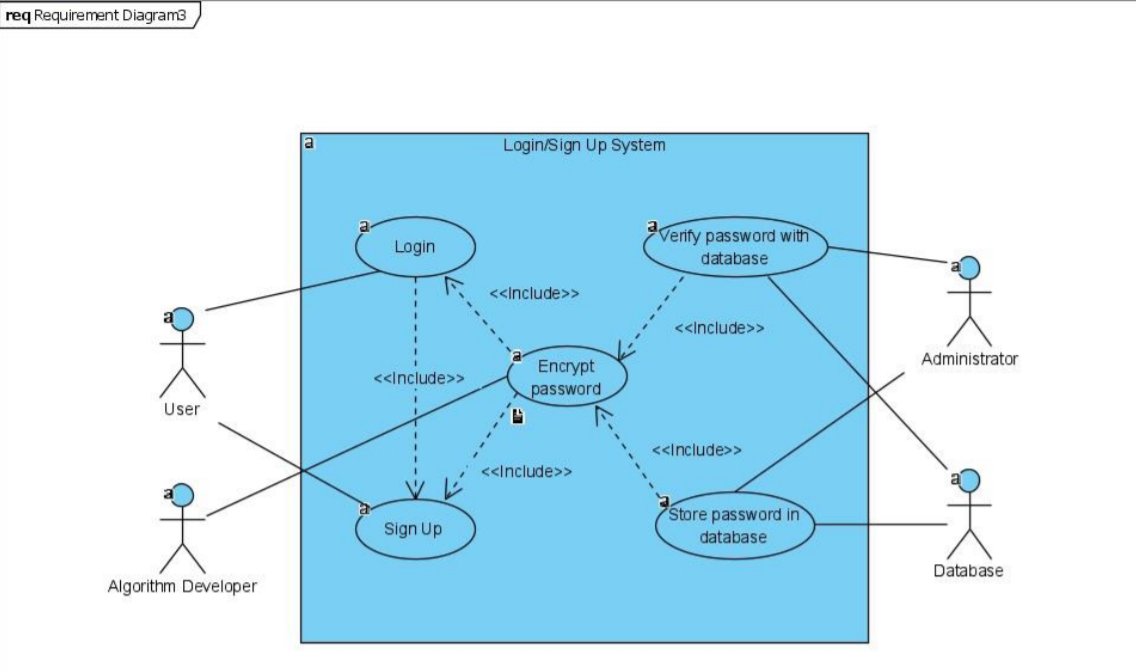 req Requirement Diagram3
a
Login/Sign Up System
a
Login
a
Verify password with
database
<<Include>>
a
Administrator
a
User
<<Include>>
<<Include>>
a
Encrypt
password
<<Include>>
<<Include>>
a
Algorithm Developer
a
Sign Up
a
Store password in
database
a
Database